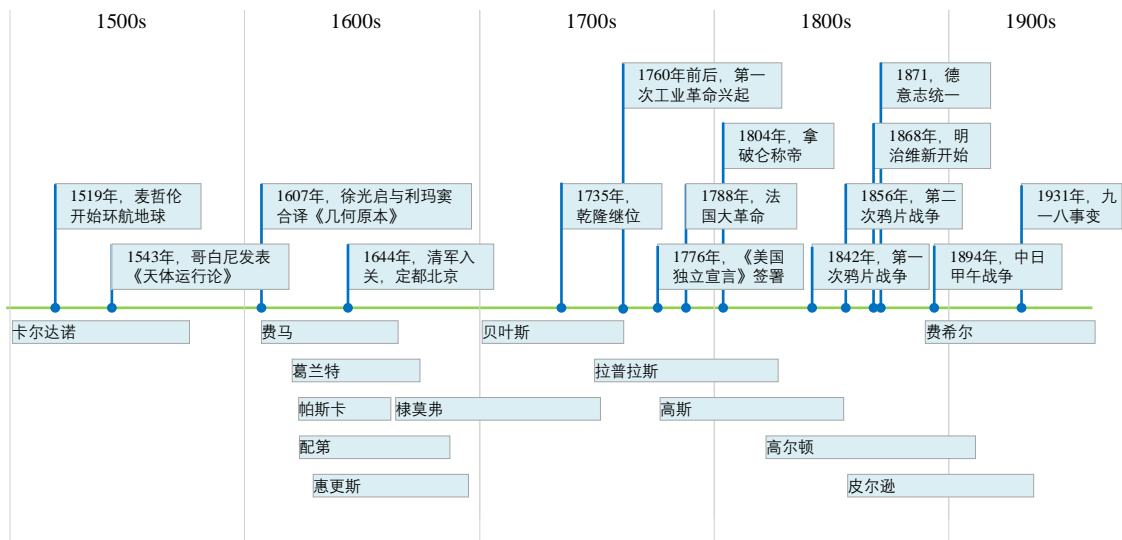 1500s
1600s
1700s
1800s
1900s
1760年前后，第一
次工业革命兴起
1871，德
意志统一
1804年，拿
破仑称帝
1868年，明
治维新开始
1519年，麦哲伦
开始环航地球
1607年，徐光启与利玛窦
合译《几何原本》
1735年，
乾隆继位
1788年，法
国大革命
1856年，第二
次鸦片战争
1931年，九
一八事变
1543年，哥白尼发表
《天体运行论》
1644年，清军入
关，定都北京
1776年，《美国
独立宣言》签署
1842年，第一
次鸦片战争
1894年，中日
甲午战争
卡尔达诺
费马
贝叶斯
费希尔
葛兰特
拉普拉斯
帕斯卡
棣莫弗
高斯
配第
高尔顿
惠更斯
皮尔逊